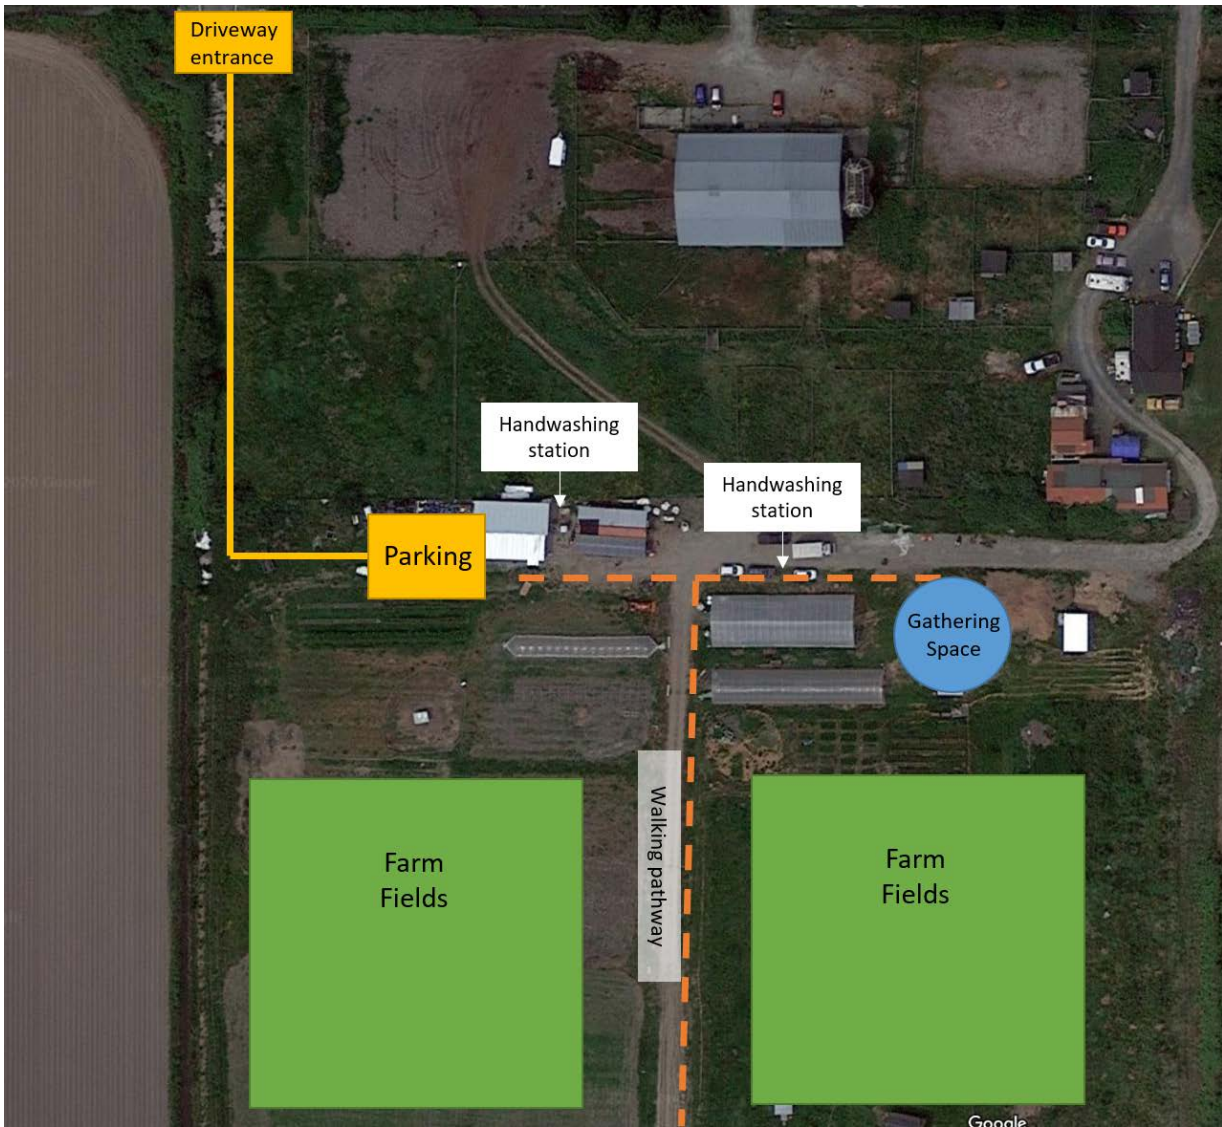 Driveway
entrance
Handwashing
station
Handwashing
station
Parking
Gathering
Space
Walking pathway
Farm
Fields
Farm
Fields
Google